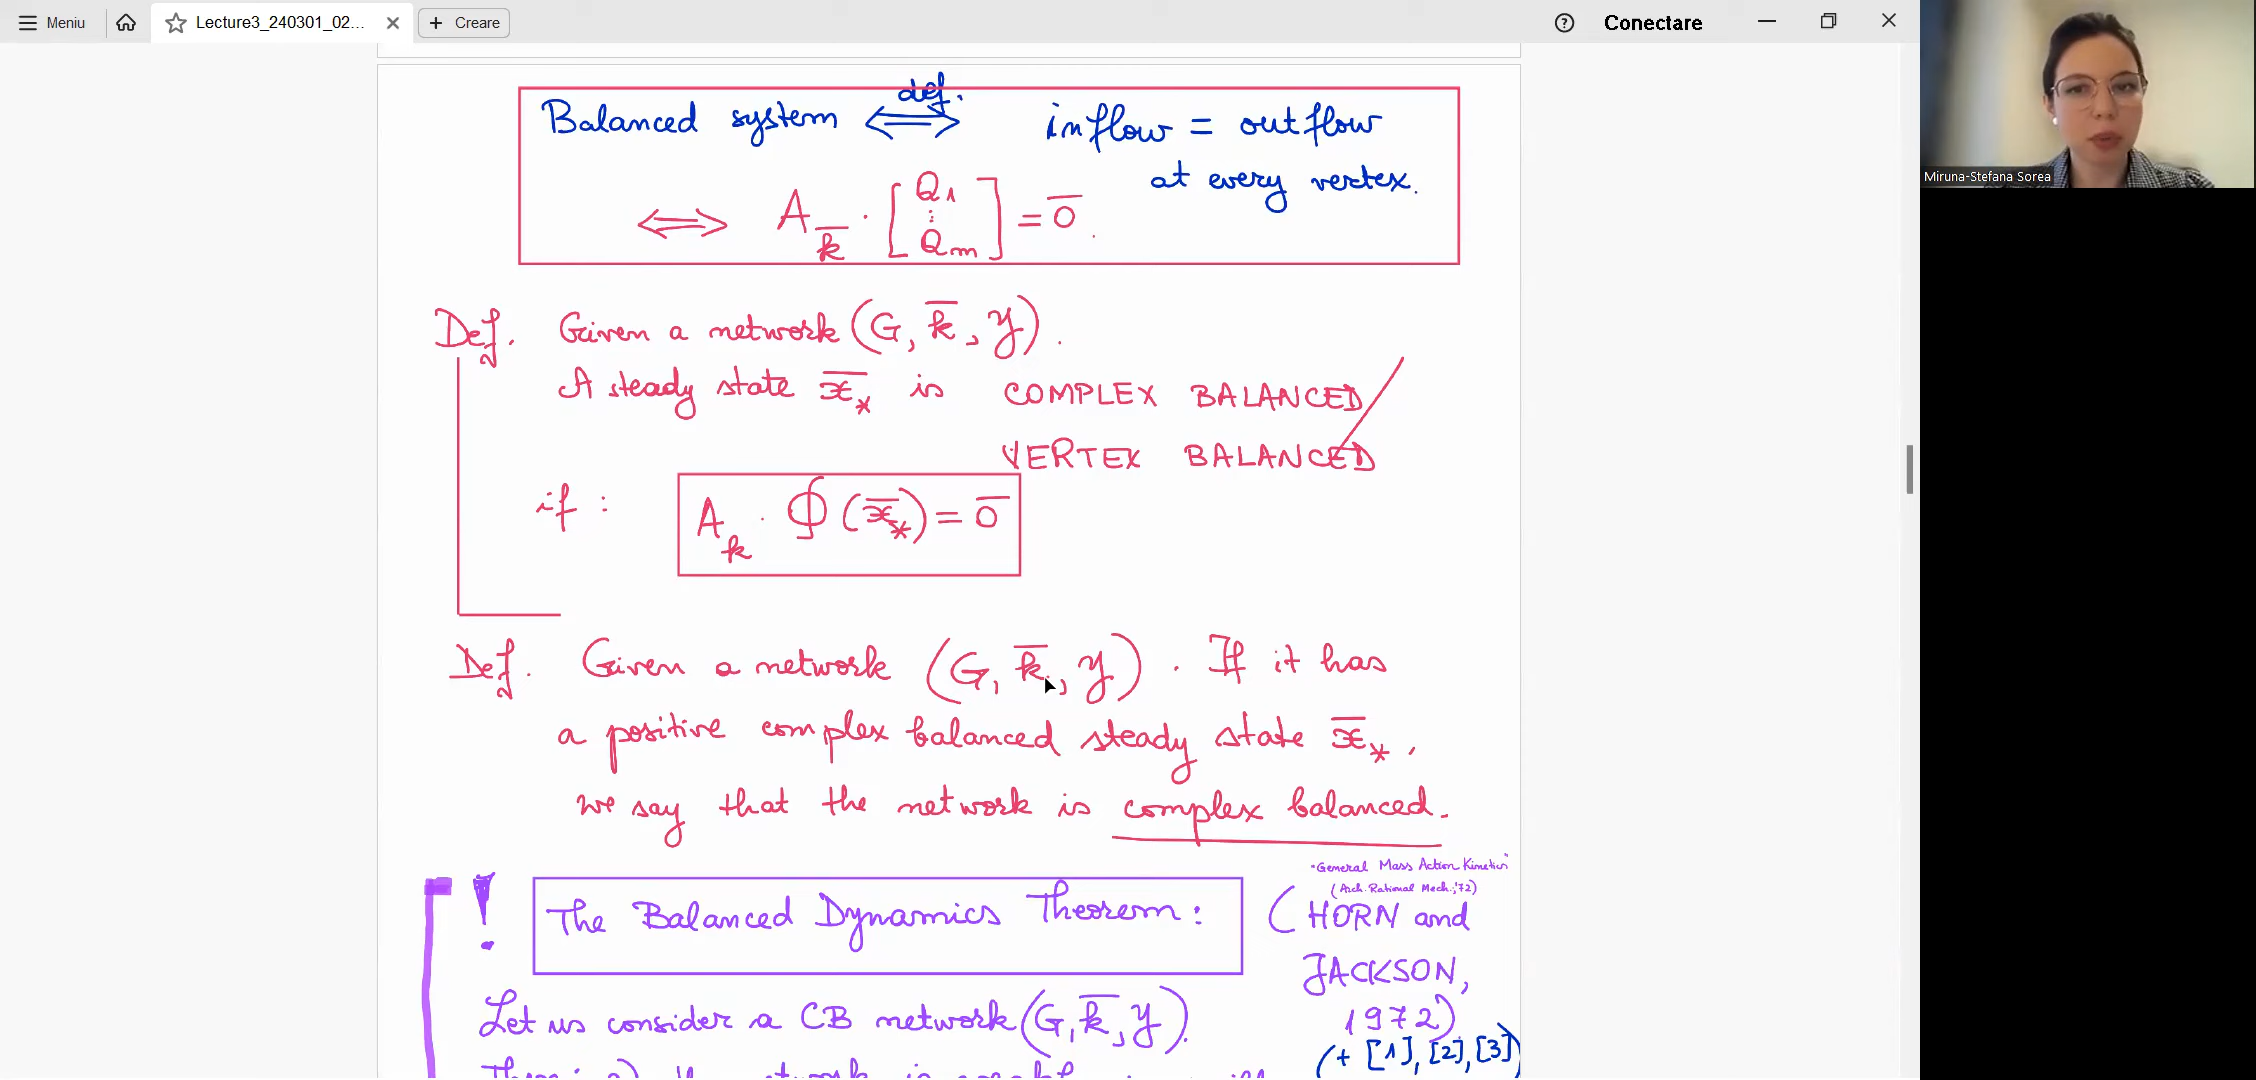 Meniu
Lecture3_240301_02...
Creare
Conectare
Miruna-Stefana Sorea
Balanced system ⟺ def. inflow = outflow
at every vertex.
⟺ A_k̅ · [Q1 ⋮ Qm] = 0̅.
Def. Given a network (G, k̅, y).
A steady state x̅* is COMPLEX BALANCED /
VERTEX BALANCED
if : A_k · ϕ(x̅*) = 0̅
Def. Given a network (G, k̅, y). If it has
a positive complex balanced steady state x̅*,
we say that the network is complex balanced.
"General Mass Action Kinetics"
(Arch. Rational Mech., '72)
! The Balanced Dynamics Theorem: (HORN and
JACKSON,
1972)
Let us consider a CB network (G, k̅, y).
(+ [1], [2], [3])